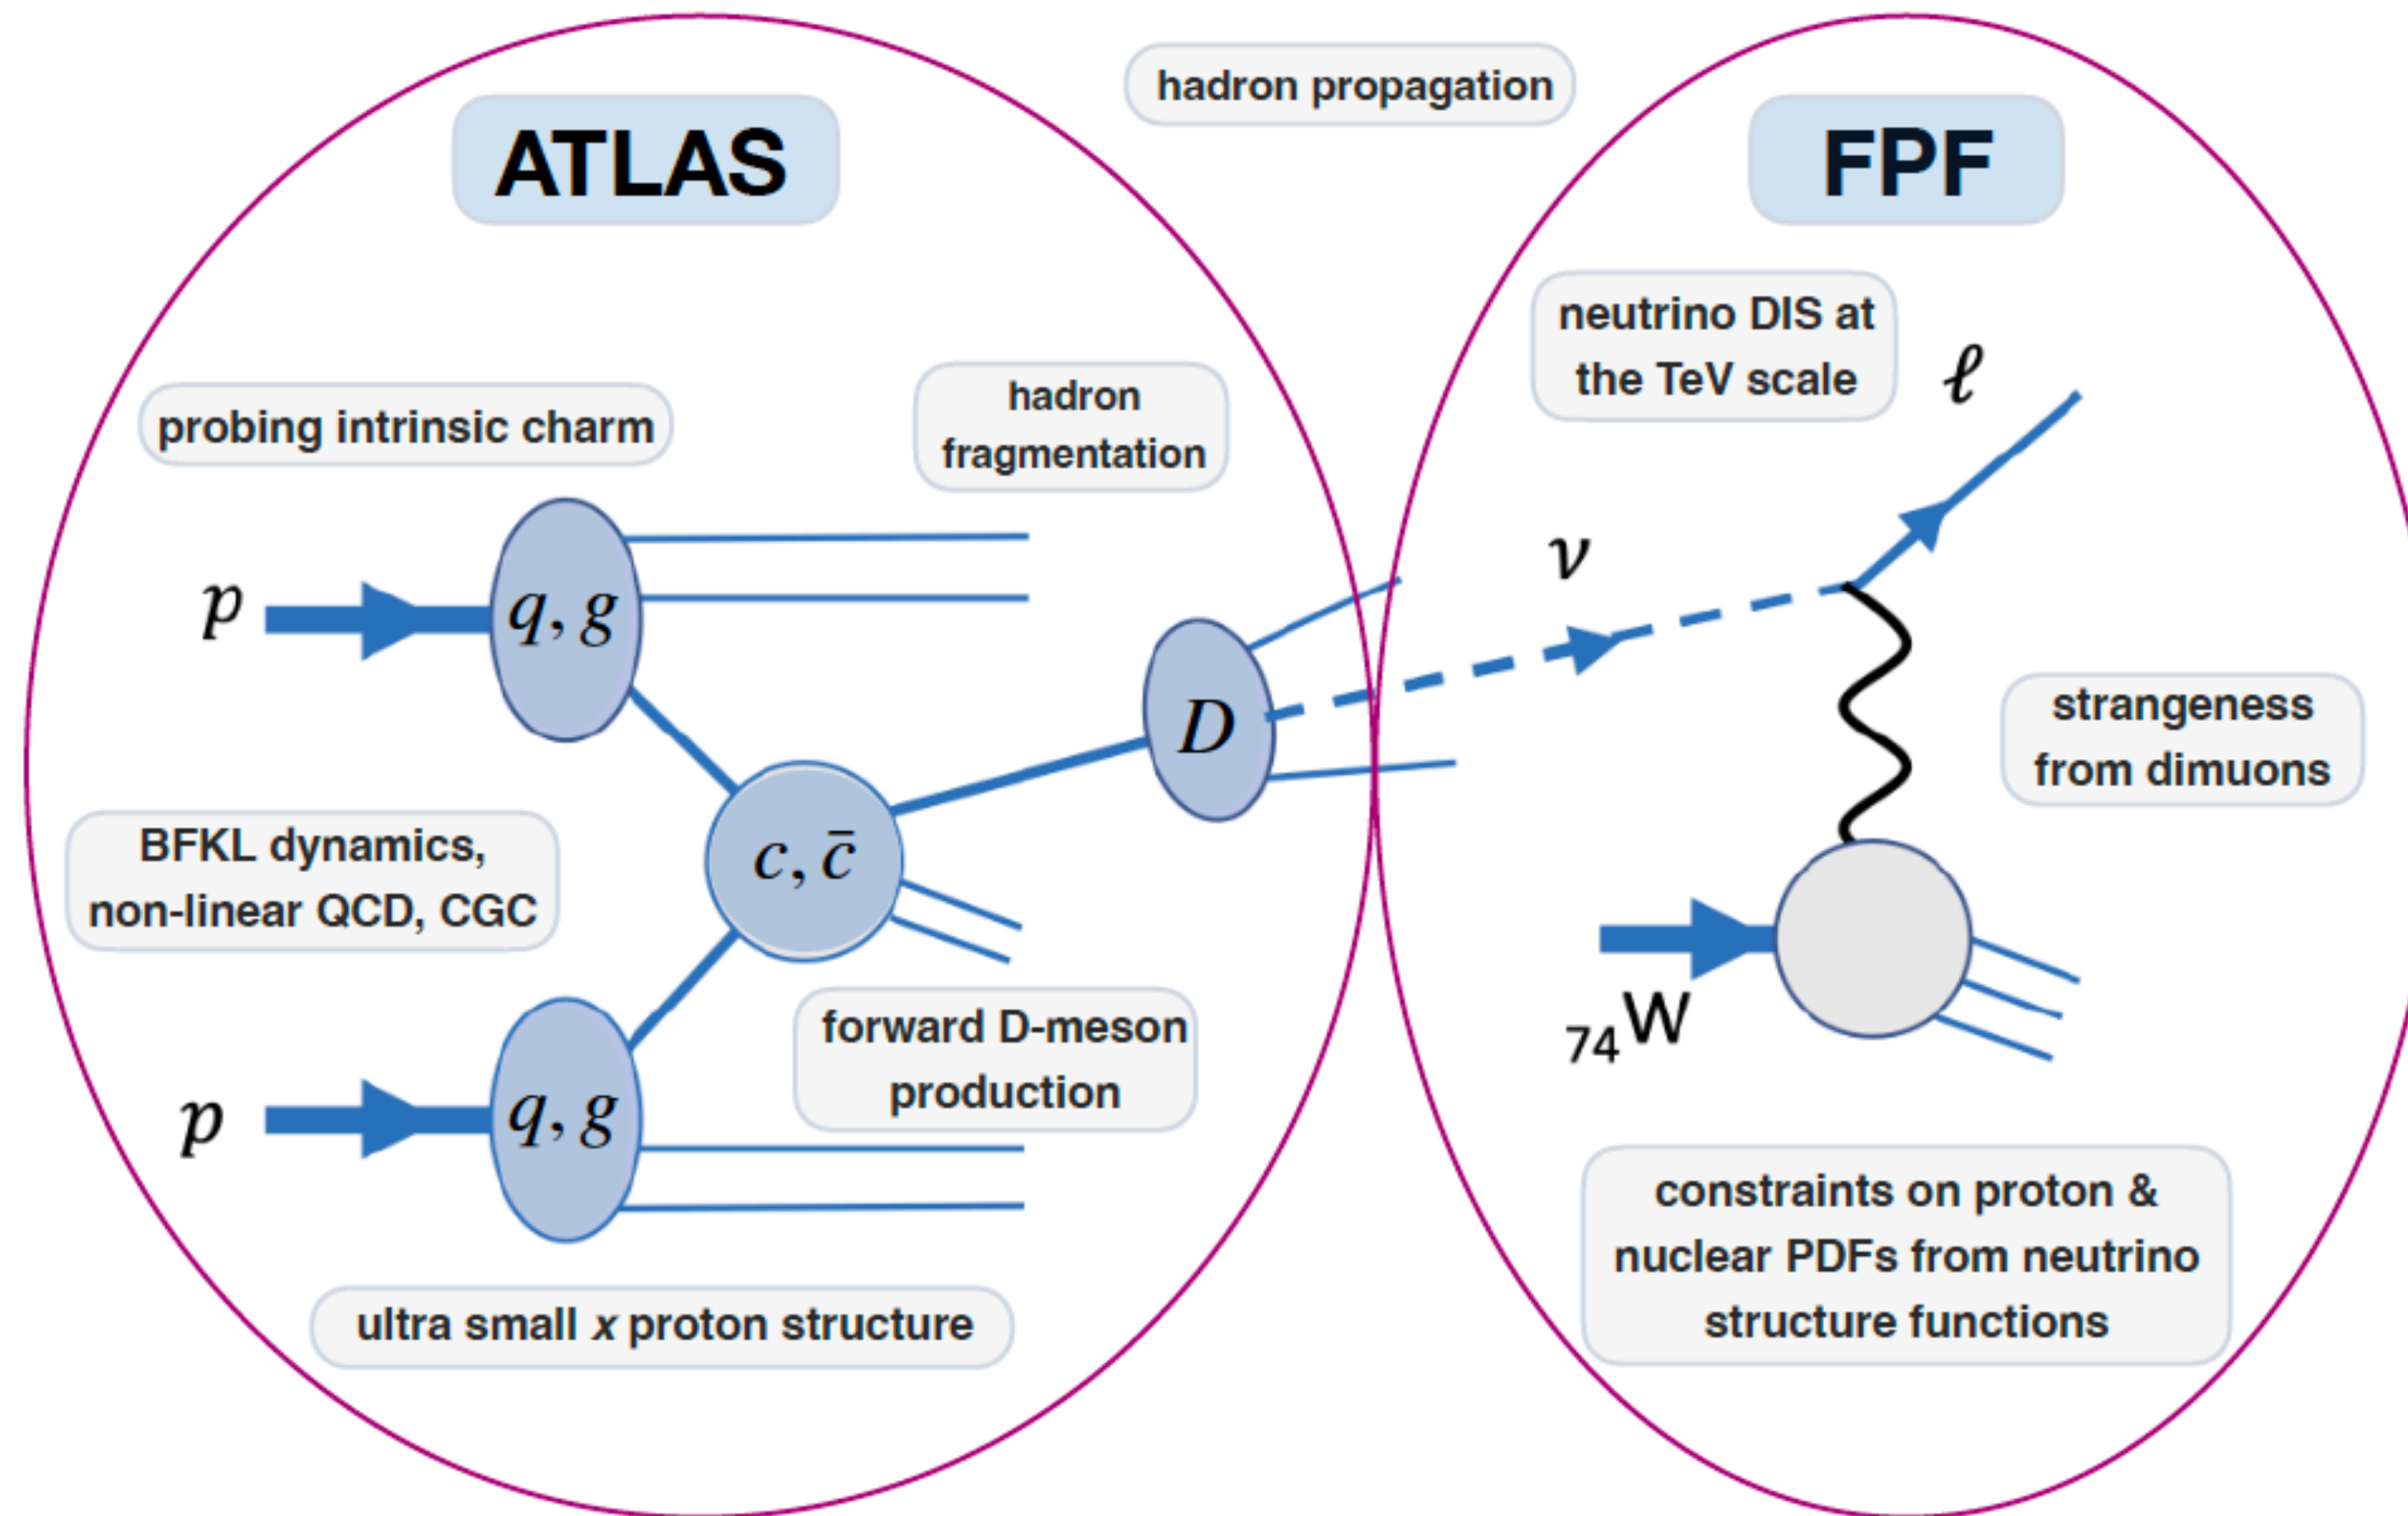 hadron propagation
ATLAS
FPF
neutrino DIS at
the TeV scale
ℓ
probing intrinsic charm
hadron
fragmentation
ν
p
q, g
D
strangeness
from dimuons
BFKL dynamics,
non-linear QCD, CGC
c, c̄
₇₄W
forward D-meson
production
p
q, g
constraints on proton &
nuclear PDFs from neutrino
structure functions
ultra small x proton structure